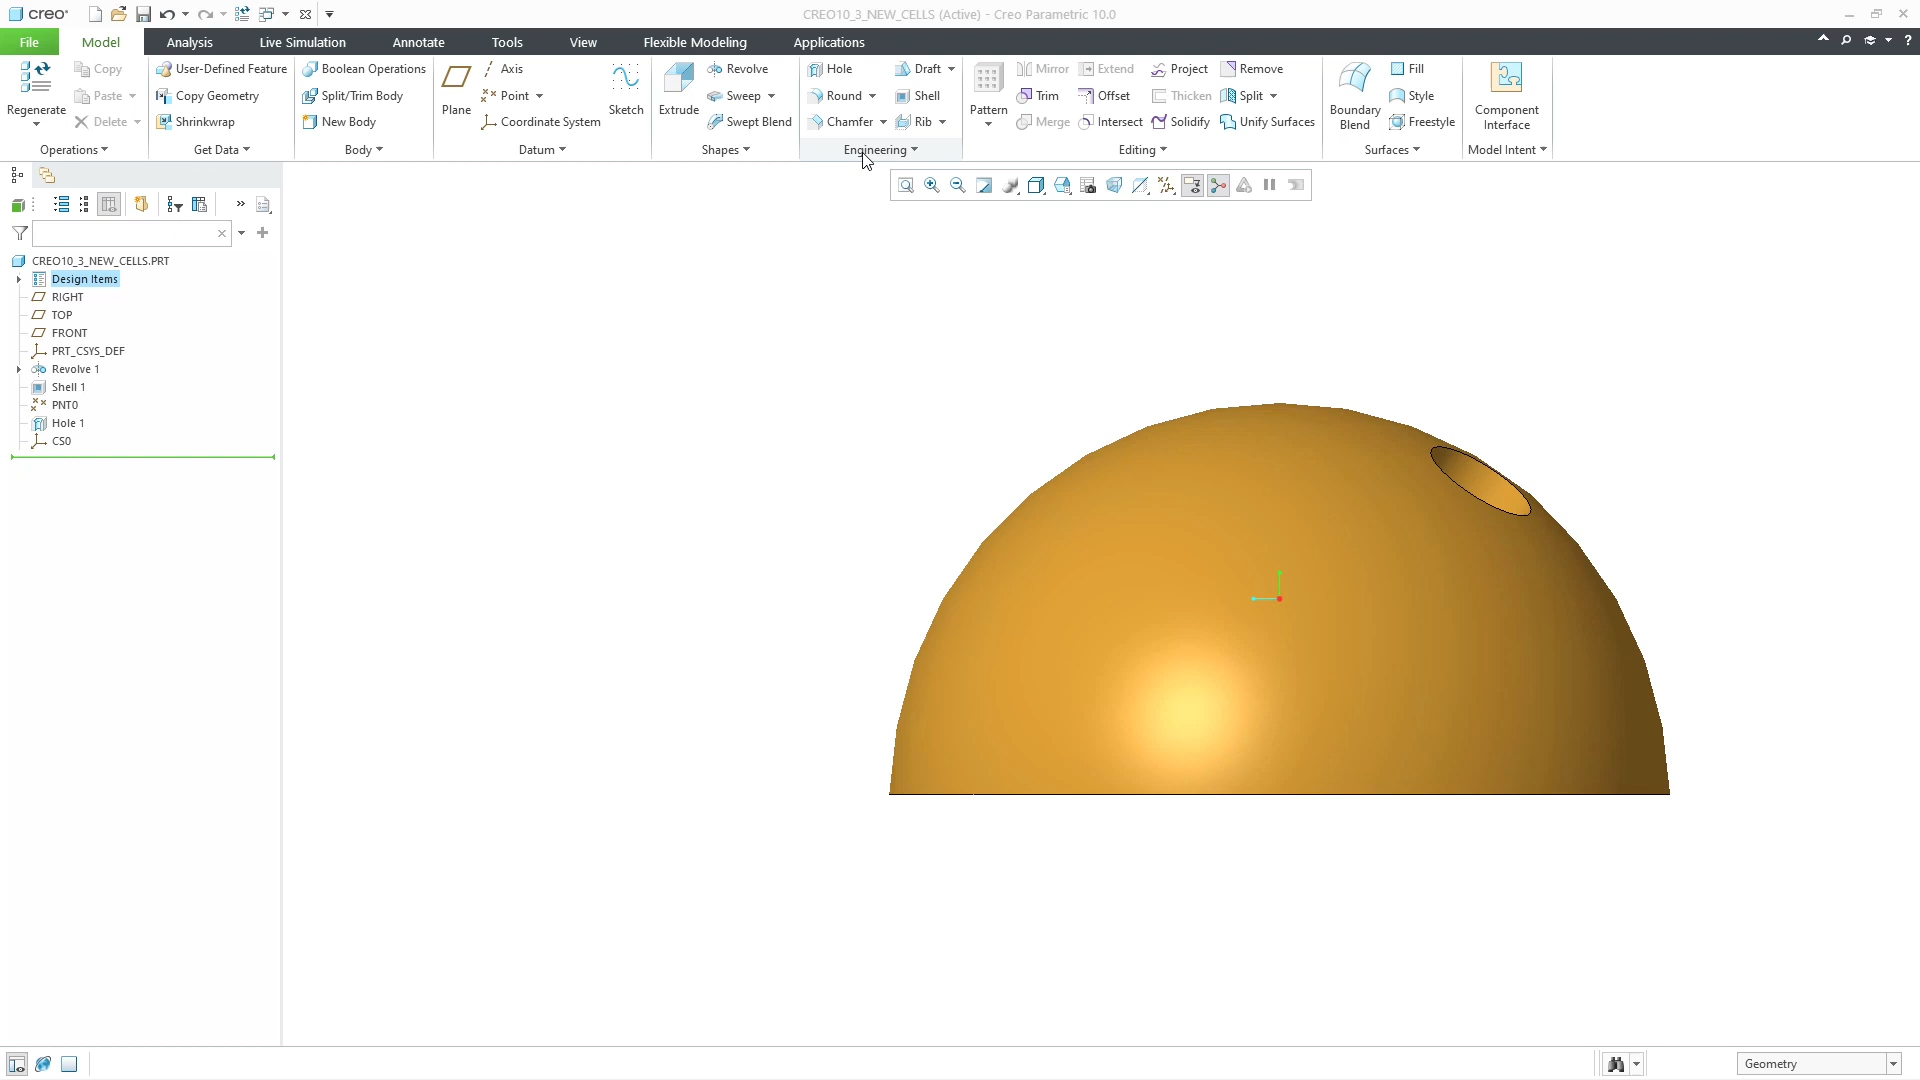 creo
CREO10_3_NEW_CELLS (Active) - Creo Parametric 10.0
File Model Analysis Live Simulation Annotate Tools View Flexible Modeling Applications
Regenerate Copy Paste Delete Operations
User-Defined Feature
Copy Geometry
Shrinkwrap
Get Data
Boolean Operations
Split/Trim Body
New Body
Body
Plane
Axis
Point
Coordinate System
Sketch
Datum
Extrude
Revolve
Sweep
Swept Blend
Shapes
Hole
Round
Chamfer
Draft
Shell
Rib
Engineering
Pattern
Mirror
Trim
Merge
Extend
Offset
Intersect
Project
Thicken
Solidify
Remove
Split
Unify Surfaces
Editing
Boundary
Blend
Fill
Style
Freestyle
Surfaces
Component
Interface
Model Intent
CREO10_3_NEW_CELLS.PRT
Design Items
RIGHT
TOP
FRONT
PRT_CSYS_DEF
Revolve 1
Shell 1
PNT0
Hole 1
CS0
Geometry